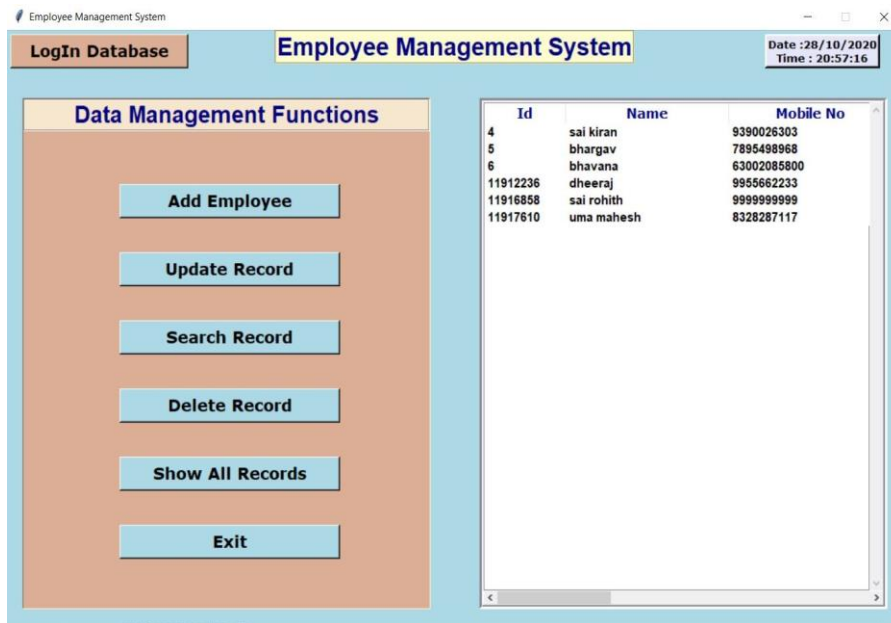 Employee Management System
LogIn Database
Employee Management System
Date :28/10/2020
Time : 20:57:16
Data Management Functions
Add Employee
Update Record
Search Record
Delete Record
Show All Records
Exit
Id Name Mobile No
4 sai kiran 9390026303
5 bhargav 7895498968
6 bhavana 63002085800
11912236 dheeraj 9955662233
11916858 sai rohith 9999999999
11917610 uma mahesh 8328287117